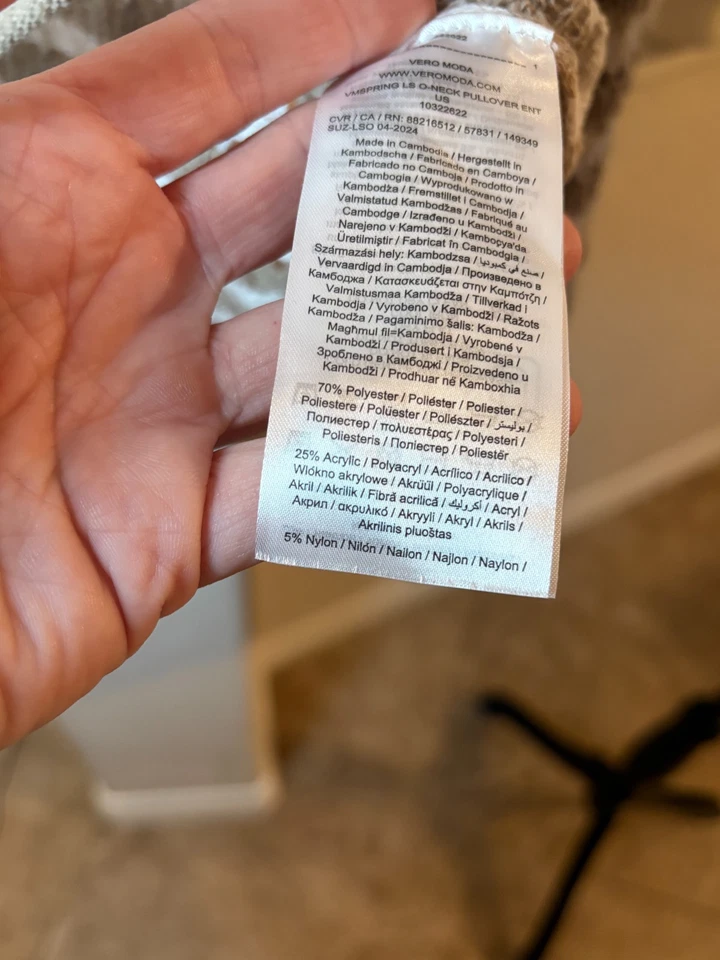 1
VERO MODA
WWW.VEROMODA.COM
VMSPRING LS O-NECK PULLOVER ENT
US
10322622
CVR / CA / RN: 88216512 / 57831 / 149349
SUZ-LSO 04-2024
Made in Cambodia / Hergestellt in
Kambodscha / Fabricado en Camboya /
Fabricado no Camboja / Prodotto in
Cambogia / Wyprodukowano w
Kambodża / Fremstillet i Cambodja /
Valmistatud Kambodžas / Fabriqué au
Cambodge / Izrađeno u Kambodži /
Narejeno v Kambodži / Kamboçya'da
Üretilmiştir / Fabricat în Cambodgia /
Származási hely: Kambodzsa / صنع في كمبوديا /
Vervaardigd in Cambodja / Произведено в
Камбоджа / Κατασκευάζεται στην Καμπότζη /
Valmistusmaa Kambodža / Tillverkad i
Kambodja / Vyrobeno v Kambodži / Ražots
Kambodža / Pagaminimo šalis: Kambodža /
Magħmul fil=Kambodja / Vyrobené v
Kambodži / Produsert i Kambodsja /
Зроблено в Камбоджі / Proizvedeno u
Kambodži / Prodhuar në Kamboxhia
70% Polyester / Poliéster / Poliester /
Poliestere / Polüester / Poliészter / بوليستر /
Полиестер / πολυεστέρας / Polyesteri /
Poliesteris / Поліестер / Poliestër
25% Acrylic / Polyacryl / Acrílico / Acrilico /
Włókno akrylowe / Akrüül / Polyacrylique /
Akril / Akrilik / Fibră acrilică / أكروليك / Acryl /
Акрил / ακρυλικό / Akryyli / Akryl / Akrils /
Akrilinis pluoštas
5% Nylon / Nilón / Nailon / Najlon / Naylon /